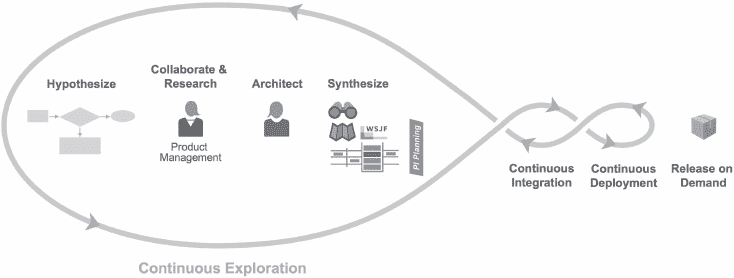 Hypothesize
Collaborate &
Research
Product
Management
Architect
Synthesize
WSJF
PI Planning
Continuous
Integration
Continuous
Deployment
Release on
Demand
Continuous Exploration